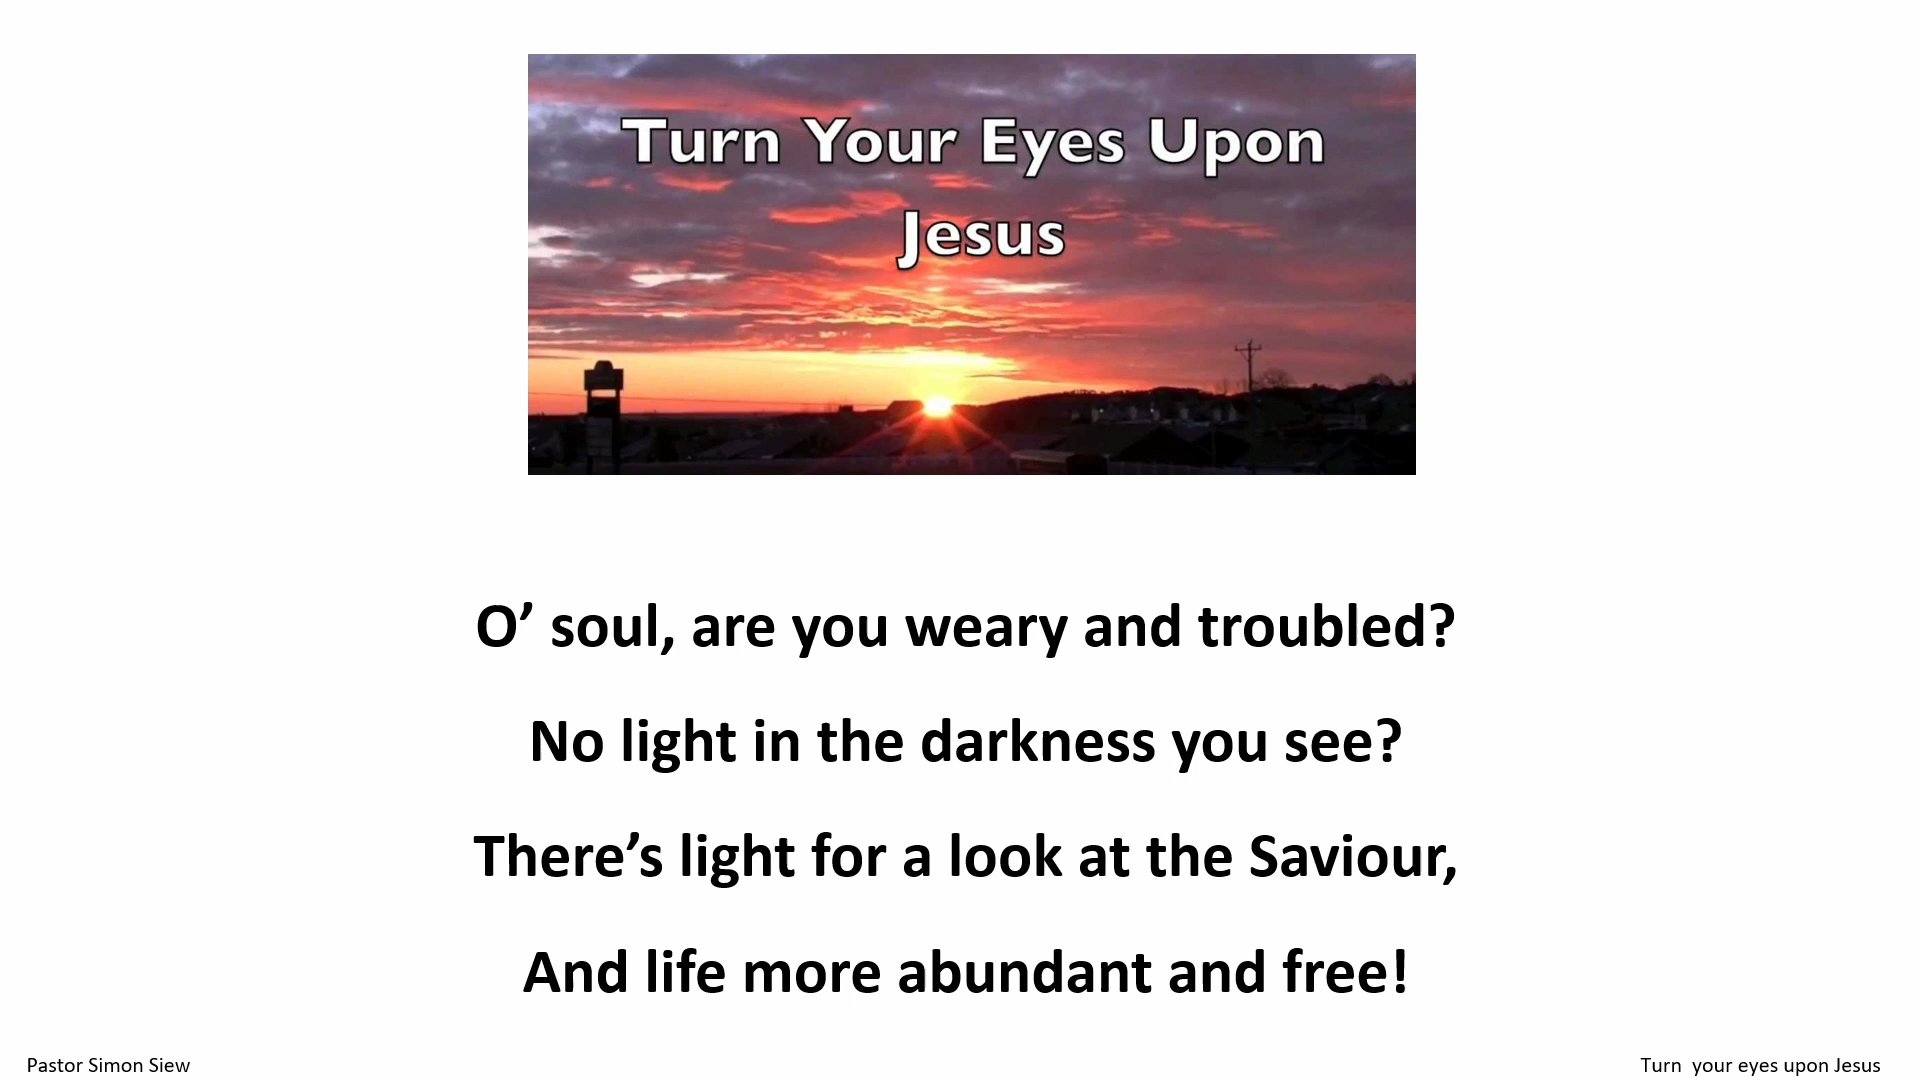 Turn Your Eyes Upon
Jesus
O’ soul, are you weary and troubled?
No light in the darkness you see?
There’s light for a look at the Saviour,
And life more abundant and free!
Pastor Simon Siew
Turn  your eyes upon Jesus